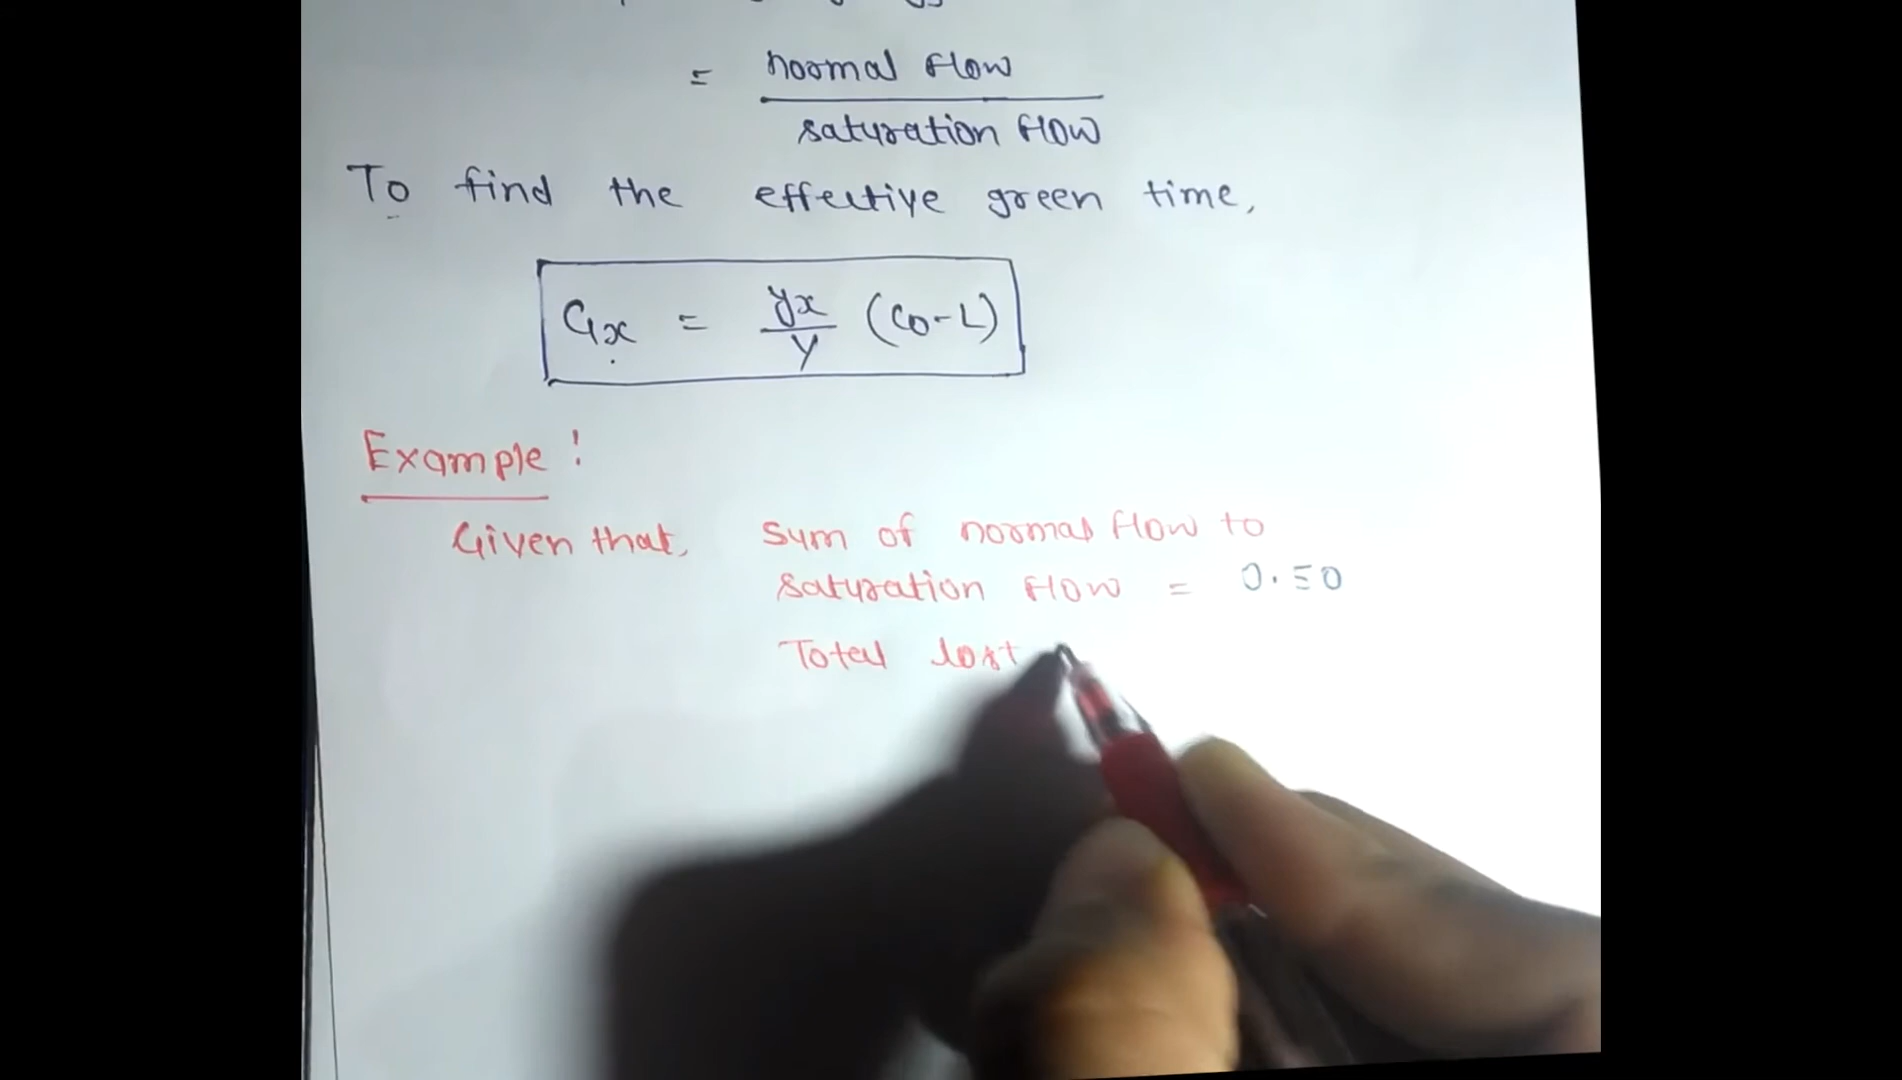 = normal flow
saturation flow
To find the effective green time,
Gx = yx/Y (Co-L)
Example :
Given that, Sum of normal flow to
saturation flow = 0.50
Total lost